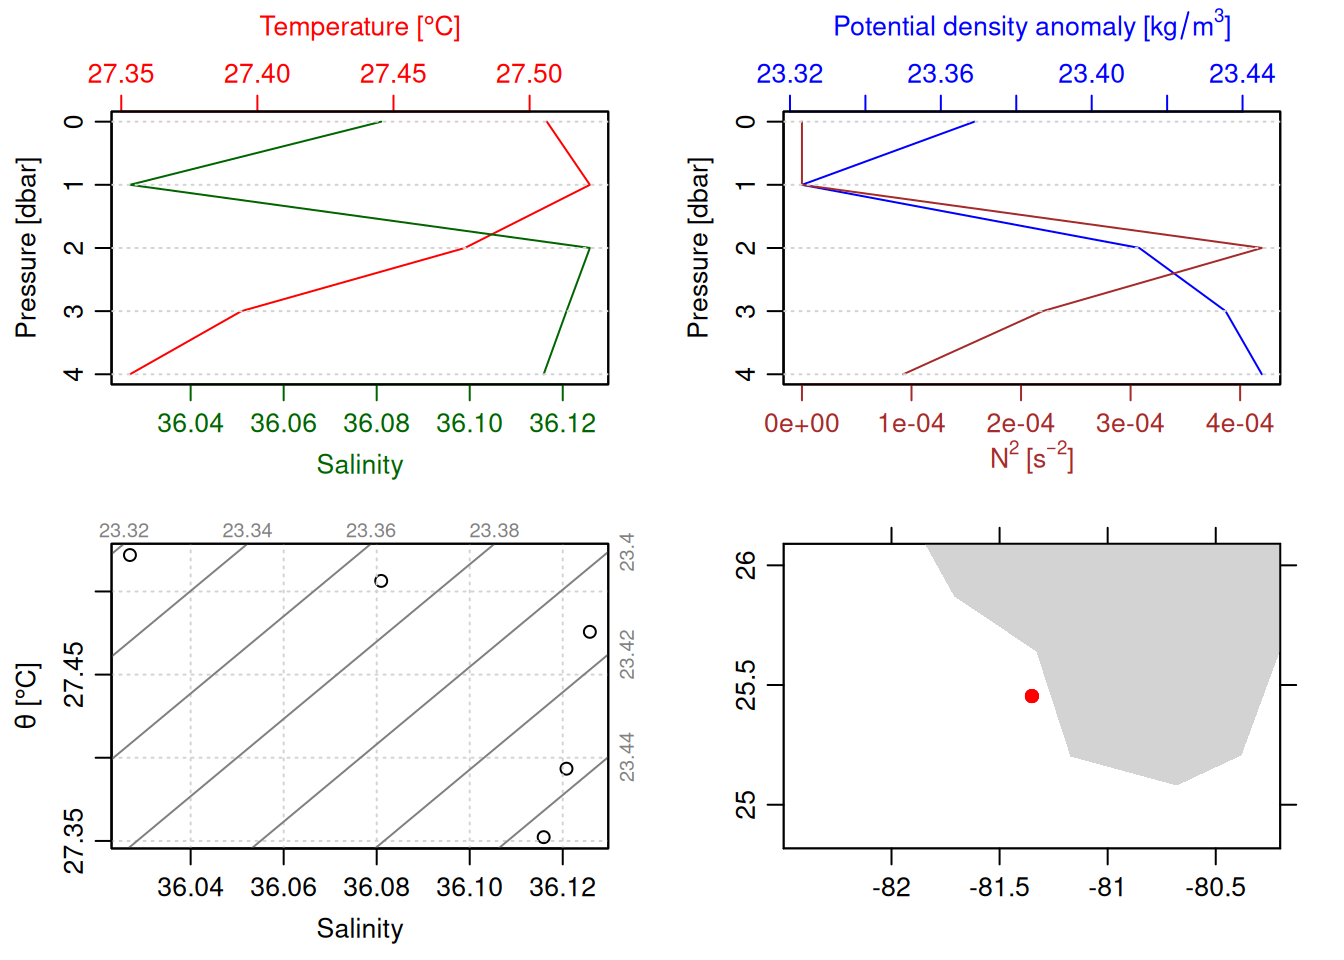 Temperature [°C]
27.35 27.40 27.45 27.50
0
1
2
3
4
Pressure [dbar]
36.04 36.06 36.08 36.10 36.12
Salinity
Potential density anomaly [kg/m³]
23.32 23.36 23.40 23.44
0
1
2
3
4
Pressure [dbar]
0e+00 1e-04 2e-04 3e-04 4e-04
N² [s⁻²]
23.32 23.34 23.36 23.38
23.4
23.42
23.44
θ [°C]
27.45
27.35
36.04 36.06 36.08 36.10 36.12
Salinity
26
25.5
25
-82 -81.5 -81 -80.5